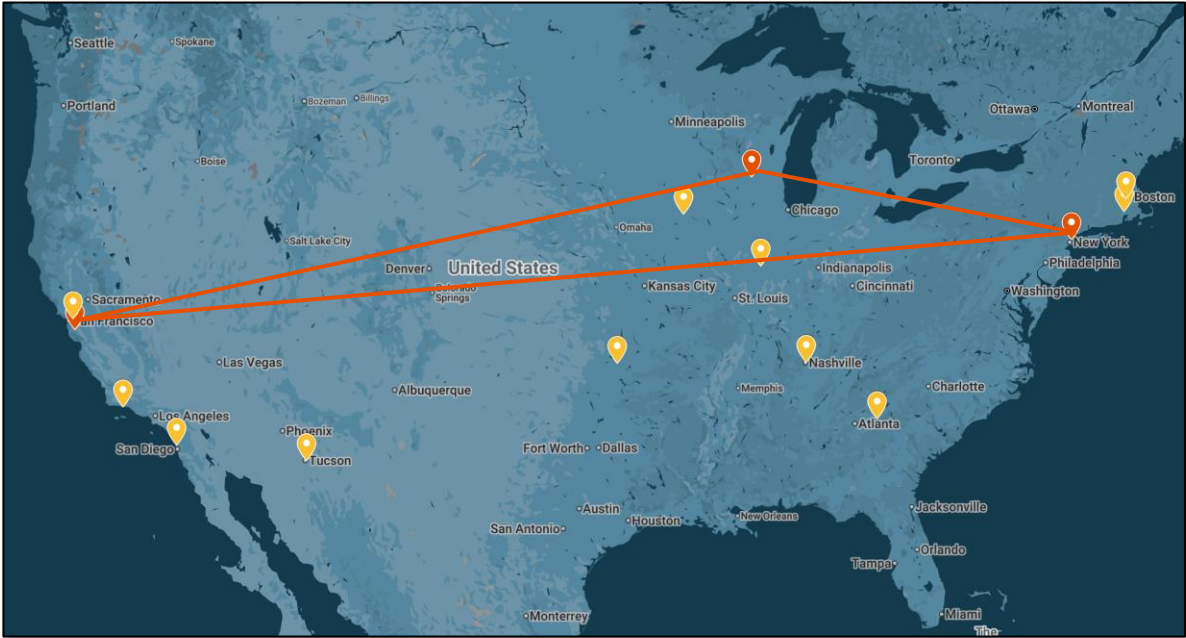 Seattle
Spokane
Portland
Bozeman
Billings
Minneapolis
Ottawa
Montreal
Boise
Toronto
Boston
Chicago
Omaha
New York
Salt Lake City
Denver
United States
Indianapolis
Philadelphia
Colorado
Springs
Kansas City
Cincinnati
Sacramento
St. Louis
Washington
San Francisco
Las Vegas
Nashville
Albuquerque
Memphis
Charlotte
Los Angeles
Phoenix
Atlanta
San Diego
Tucson
Fort Worth
Dallas
Austin
Jacksonville
San Antonio
Houston
New Orleans
Orlando
Tampa
Monterrey
Miami
The